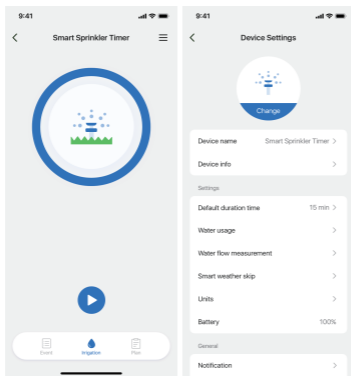 9:41
Smart Sprinkler Timer
Event
Irrigation
Plan
9:41
Device Settings
Change
Device name Smart Sprinkler Timer
Device info
Settings
Default duration time 15 min
Water usage
Water flow measurement
Smart weather skip
Units
Battery 100%
General
Notification